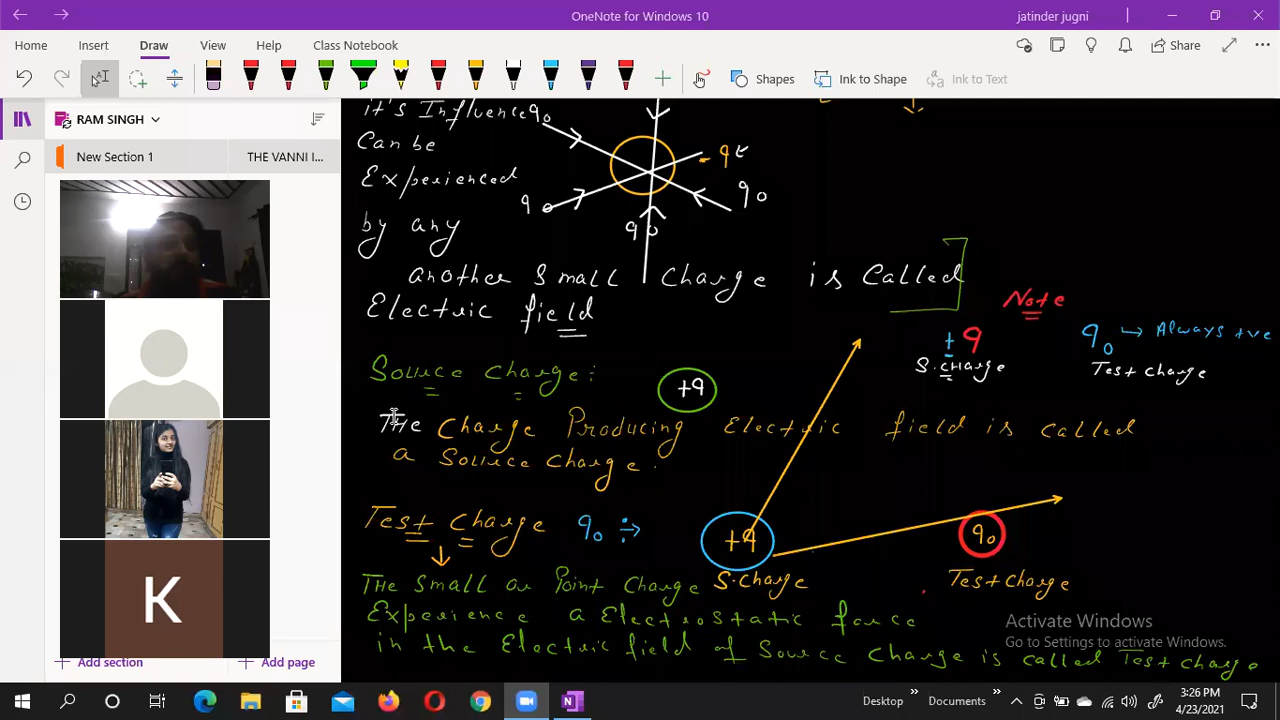 OneNote for Windows 10
jatinder jugni
Home Insert Draw View Help Class Notebook
Share
Shapes Ink to Shape Ink to Text
RAM SINGH
New Section 1 THE VANNI I...
K
Add section Add page
it's Influence q₀
Can be
Experienced
- q
by any
q₀
q
q₀
another Small Charge is Called
Electric field
Note
± q
S.charge
q₀ → Always +ve
Test charge
Source charge:
+q
The Charge Producing Electric field is called
a Source Charge.
Test Charge q₀ ÷
+q
S.Charge
q₀
Test Charge
The Small or Point Charge
Experience a Electrostatic force
in the Electric field of Source Charge is called Test charge
Activate Windows
Go to Settings to activate Windows.
Desktop Documents
3:26 PM
4/23/2021